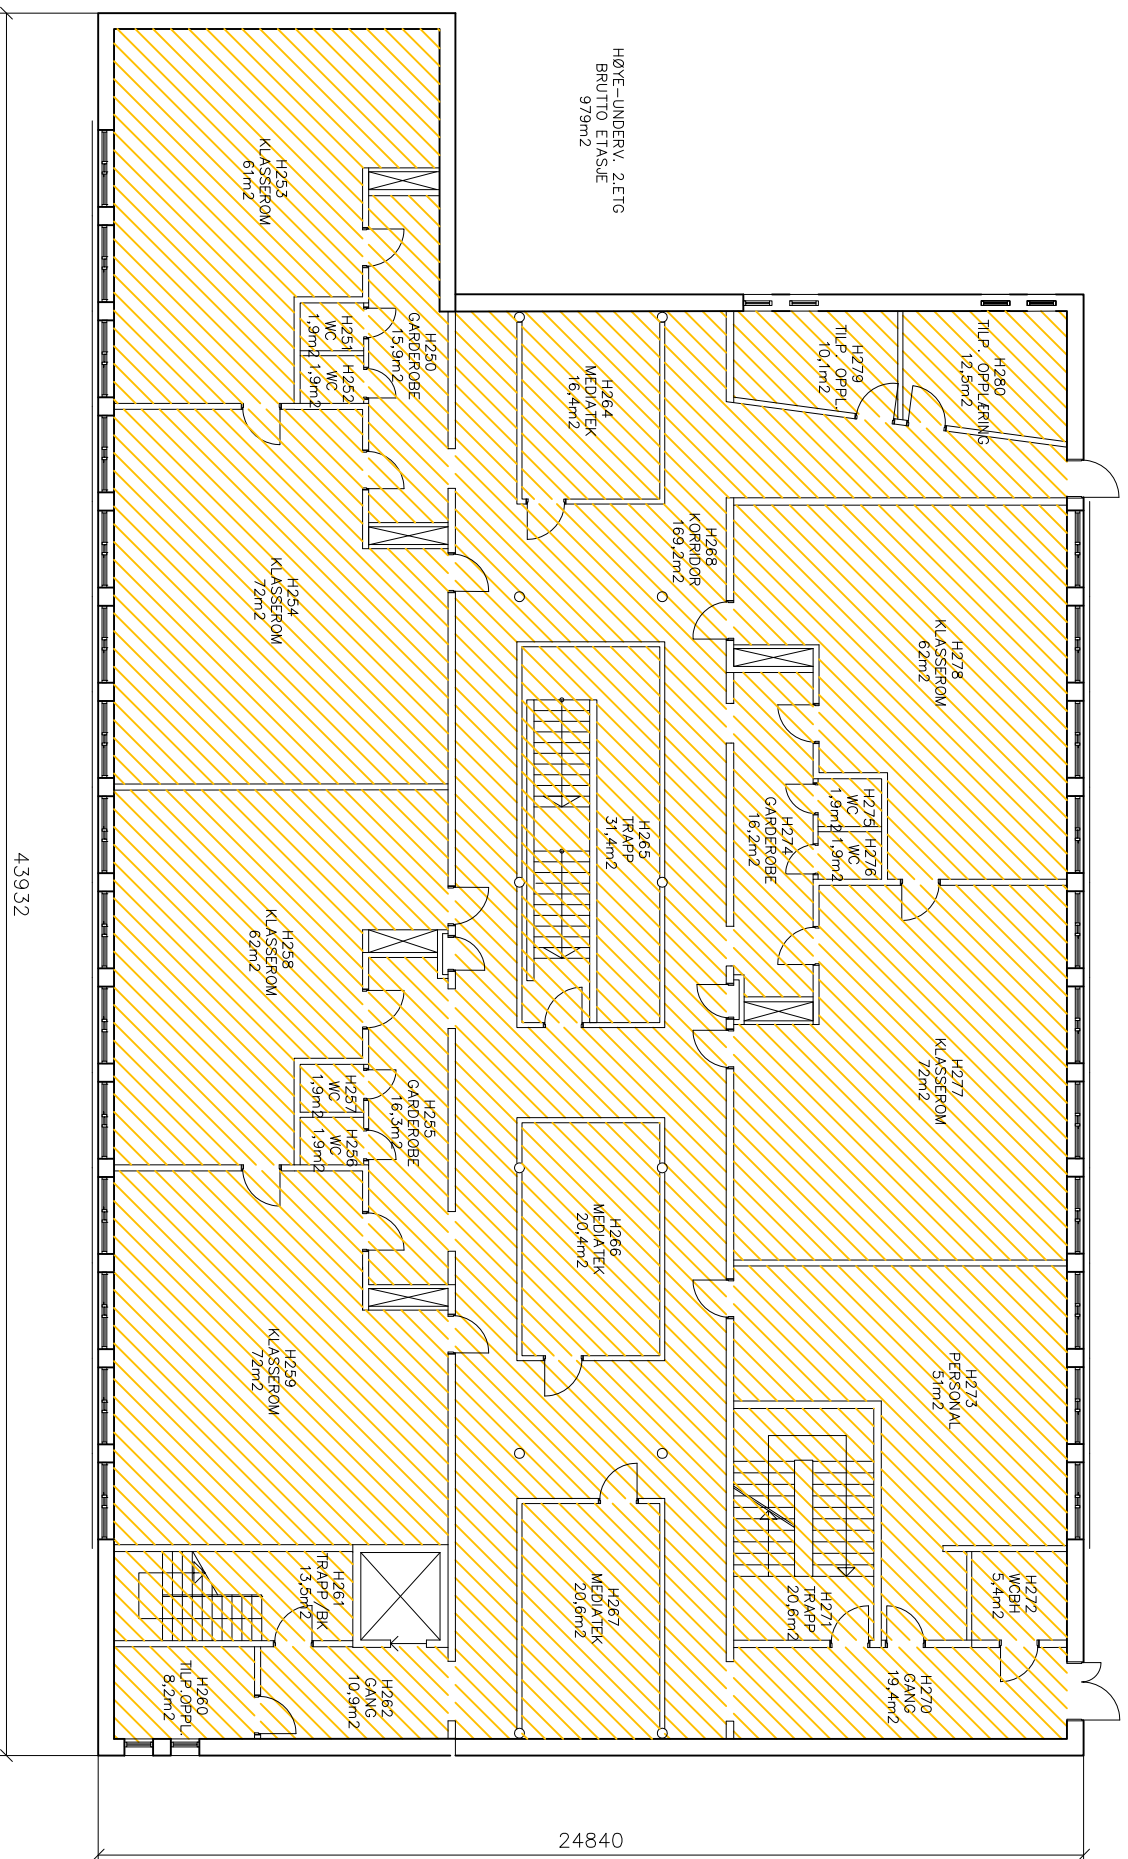 HØYE-UNDERV. 2.ETG
BRUTTO ETASJE
979m2
H280
TILP. OPPLÆRING
12,5m2
H279
TILP. OPPL.
10,1m2
H264
MEDIATEK
16,4m2
H250
GARDEROBE
15,9m2
H251
WC
1,9m2
H252
WC
1,9m2
H253
KLASSEROM
61m2
H268
KORRIDOR
169,2m2
H278
KLASSEROM
62m2
H254
KLASSEROM
72m2
H275
WC
1,9m2
H276
WC
1,9m2
H274
GARDEROBE
16,2m2
H265
TRAPP
31,4m2
H258
KLASSEROM
62m2
H277
KLASSEROM
72m2
H255
GARDEROBE
16,3m2
H257
WC
1,9m2
H256
WC
1,9m2
H266
MEDIATEK
20,4m2
H273
PERSONAL
51m2
H259
KLASSEROM
72m2
H272
WCBH
5,4m2
H271
TRAPP
20,6m2
H267
MEDIATEK
20,6m2
H261
TRAPP/BK
13,5m2
H270
GANG
19,4m2
H262
GANG
10,9m2
H260
TILP.OPPL.
8,2m2
43932
24840